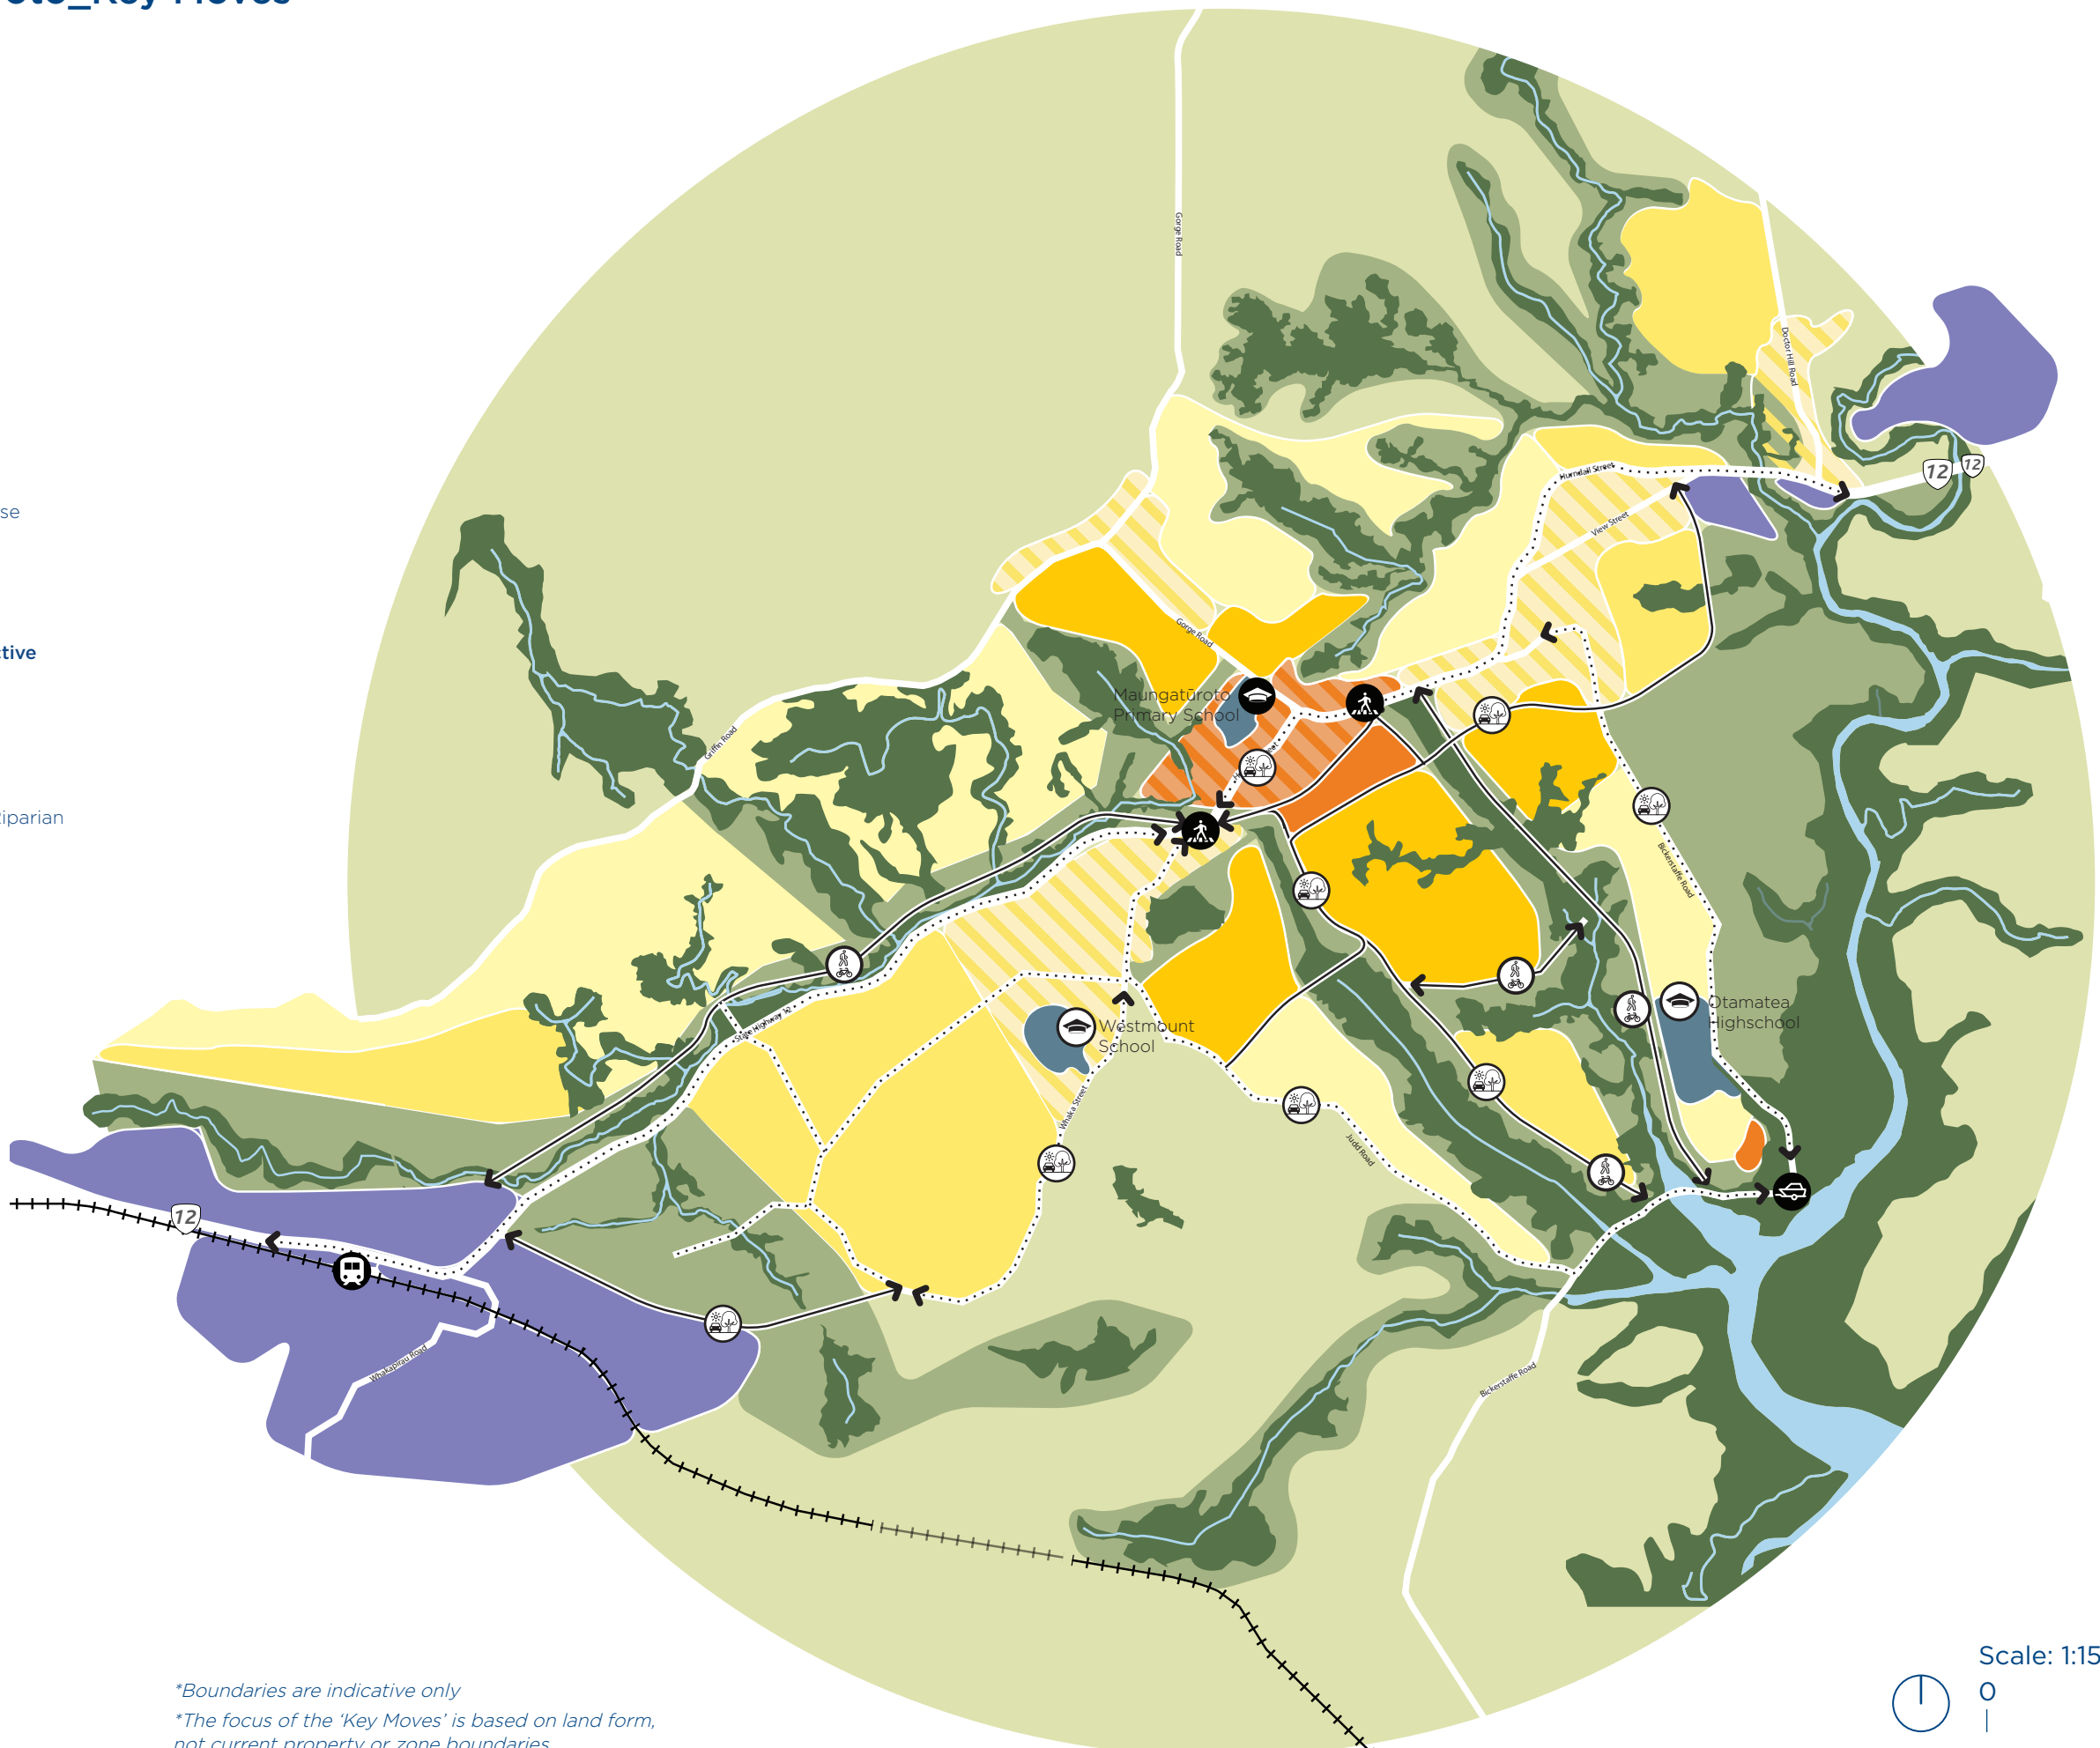 Gorge Road
Doctor Hill Road
12
12
Hurndall Street
se
View Street
Gorge Road
tive
Maungatūroto
Primary School
Griffin Road
iparian
Bickerstaffe Road
Otamatea
Highschool
Westmount
School
State Highway 12
Whaka Street
Judd Road
12
Whakapirau Road
Bickerstaffe Road
Scale: 1:15
0
*Boundaries are indicative only
*The focus of the ‘Key Moves’ is based on land form,
not current property or zone boundaries